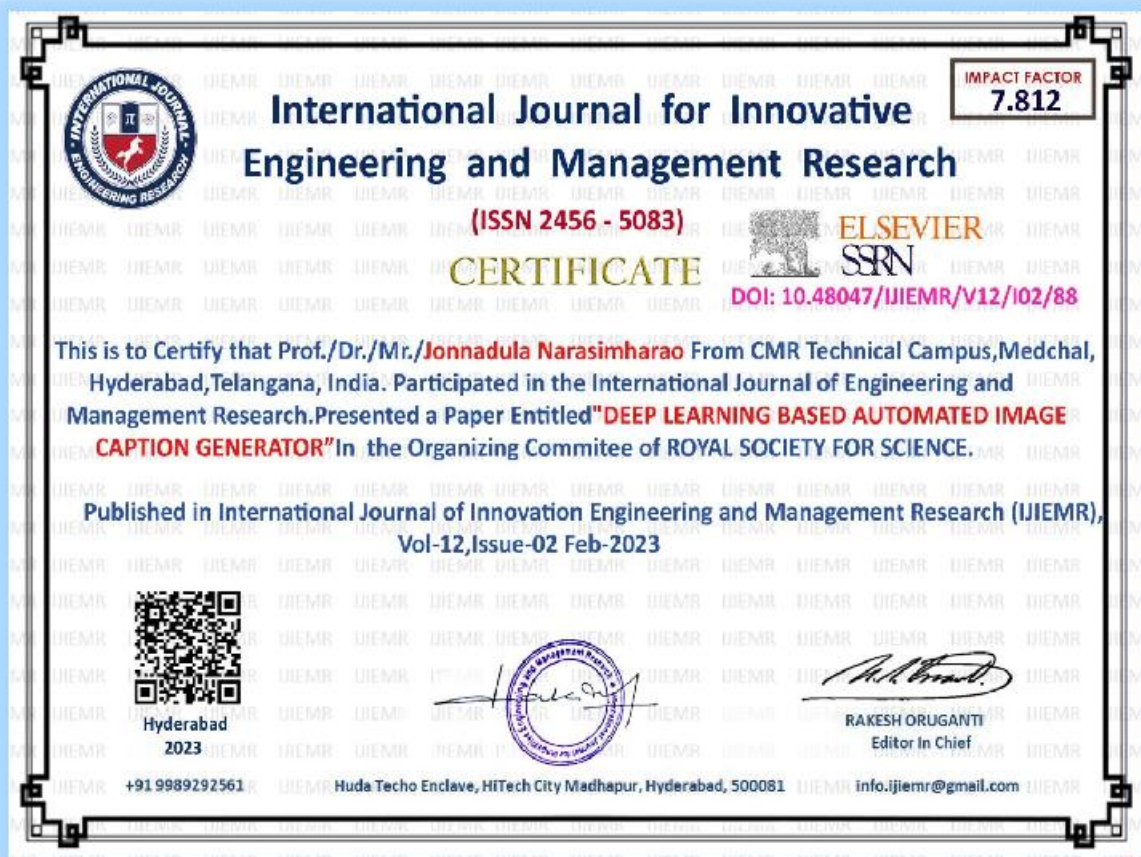 INTERNATIONAL JOURNAL
ENGINEERING RESEARCH
IMPACT FACTOR
7.812
International Journal for Innovative
Engineering and Management Research
(ISSN 2456 - 5083)
ELSEVIER
SSRN
CERTIFICATE
DOI: 10.48047/IJIEMR/V12/I02/88
This is to Certify that Prof./Dr./Mr./Jonnadula Narasimharao From CMR Technical Campus,Medchal,
Hyderabad,Telangana, India. Participated in the International Journal of Engineering and
Management Research.Presented a Paper Entitled"DEEP LEARNING BASED AUTOMATED IMAGE
CAPTION GENERATOR"In the Organizing Commitee of ROYAL SOCIETY FOR SCIENCE.
Published in International Journal of Innovation Engineering and Management Research (IJIEMR),
Vol-12,Issue-02 Feb-2023
Hyderabad
2023
RAKESH ORUGANTI
Editor In Chief
+91 9989292561
Huda Techo Enclave, HiTech City Madhapur, Hyderabad, 500081
info.ijiemr@gmail.com